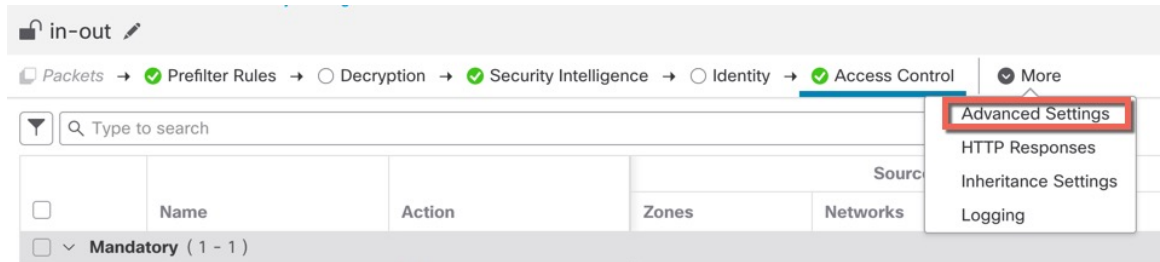 in-out
Packets → Prefilter Rules → Decryption → Security Intelligence → Identity → Access Control More
Type to search
Advanced Settings
HTTP Responses
Inheritance Settings
Logging
Name Action Zones Networks
Mandatory ( 1 - 1 )